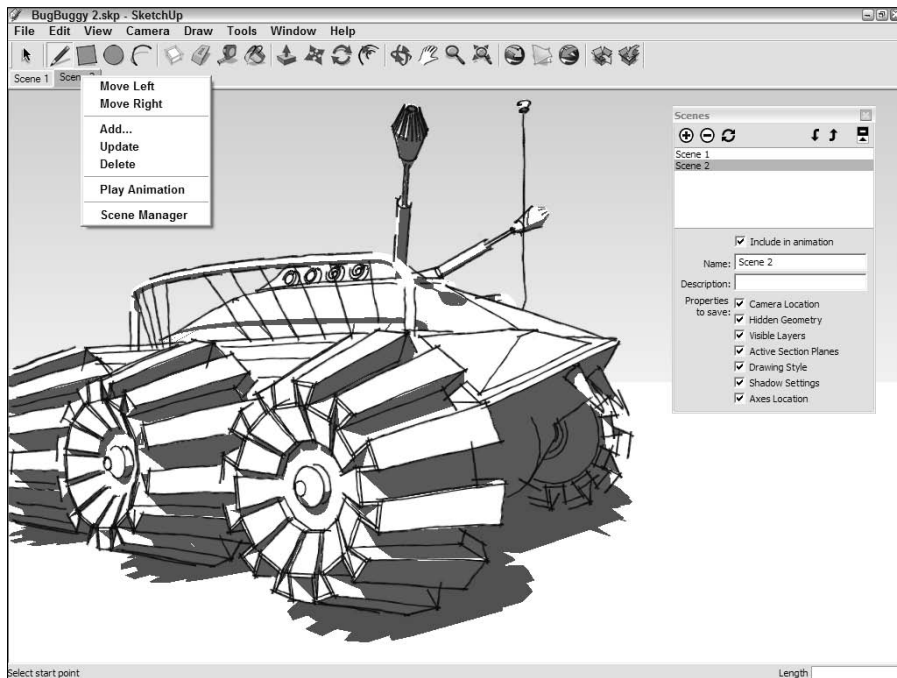 BugBuggy 2.skp - SketchUp
File Edit View Camera Draw Tools Window Help
Scene 1
Move Left
Move Right
Add...
Update
Delete
Play Animation
Scene Manager
Scenes
Scene 1
Scene 2
Include in animation
Name: Scene 2
Description:
Properties to save:
Camera Location
Hidden Geometry
Visible Layers
Active Section Planes
Drawing Style
Shadow Settings
Axes Location
Select start point
Length